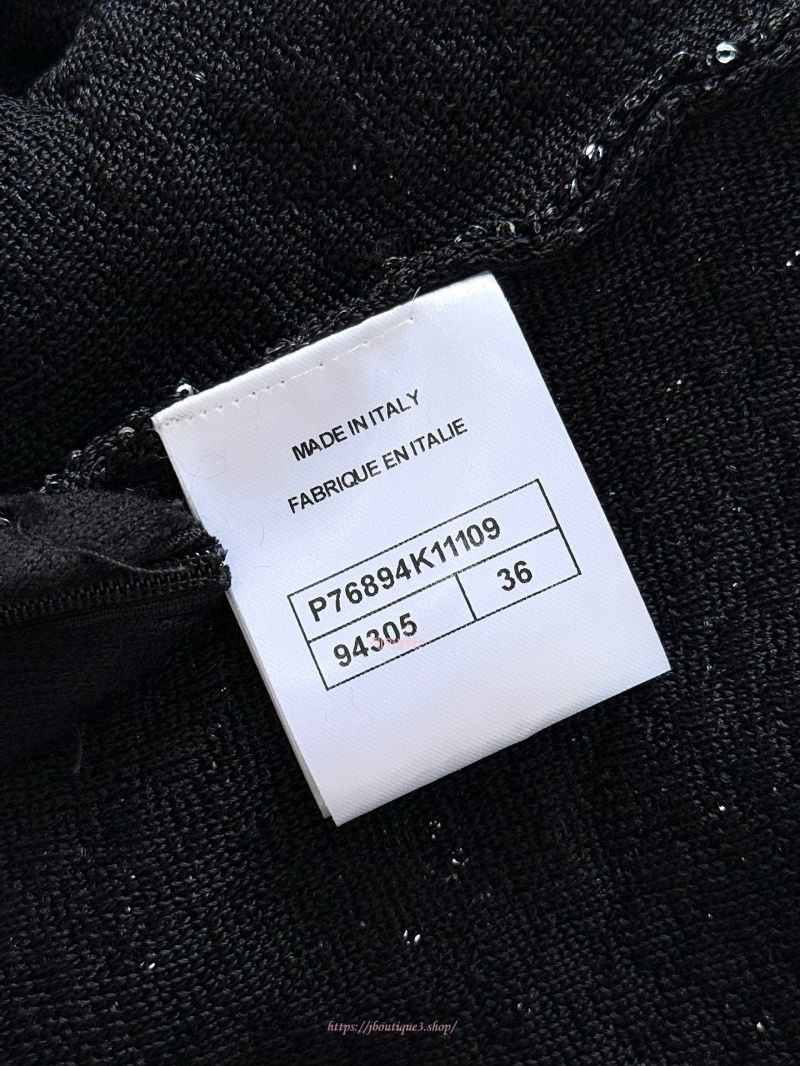 MADE IN ITALY
FABRIQUE EN ITALIE
P76894K11109
94305 36
https://jboutique3.shop/